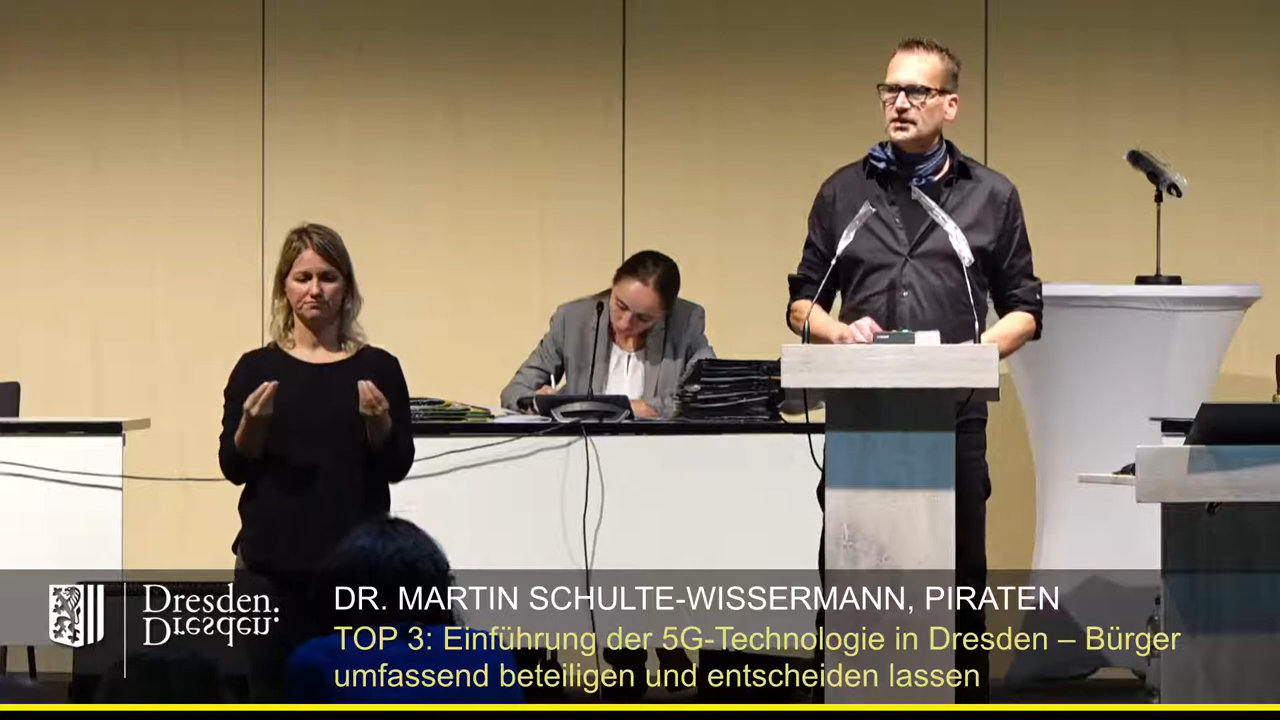 Dresden.
Dresden.
DR. MARTIN SCHULTE-WISSERMANN, PIRATEN
TOP 3: Einführung der 5G-Technologie in Dresden – Bürger
umfassend beteiligen und entscheiden lassen